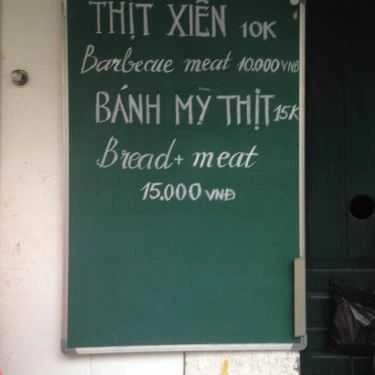 THỊT XIÊN 10K
Barbecue meat 10.000 VNĐ
BÁNH MỲ THỊT 15K
Bread + meat
15.000 VNĐ